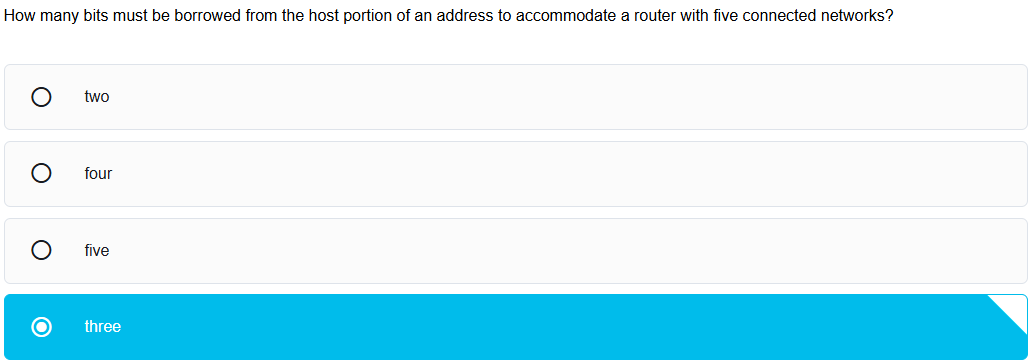 How many bits must be borrowed from the host portion of an address to accommodate a router with five connected networks?
two
four
five
three